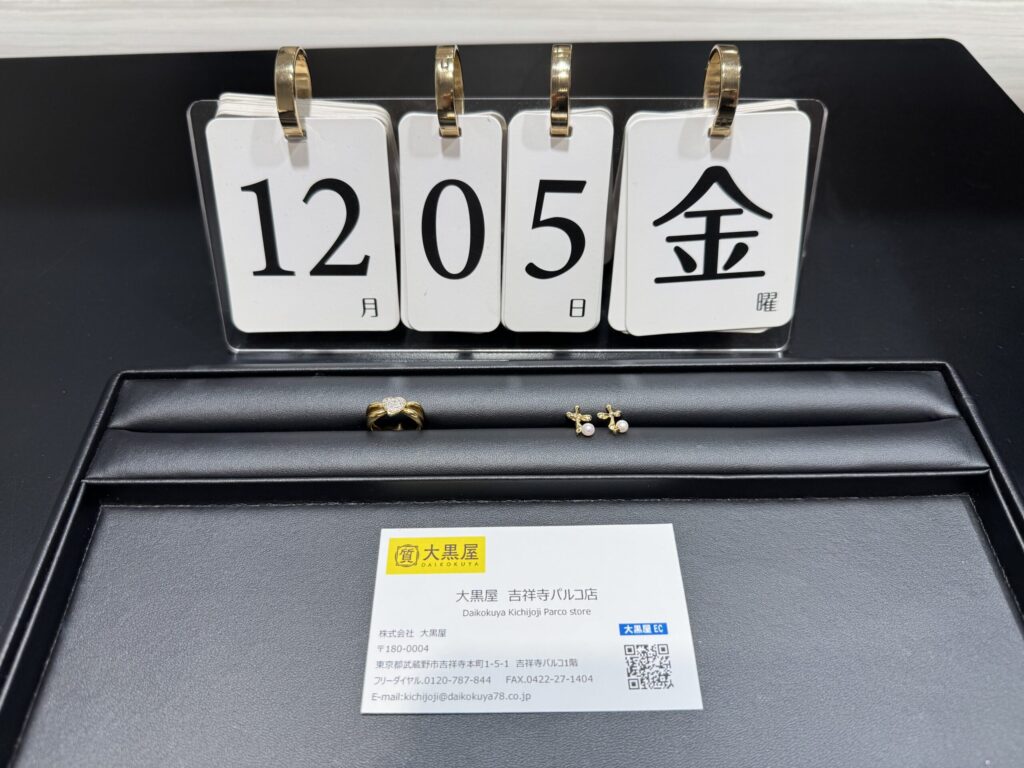 12月
05日
金曜
質 大黒屋
DAIKOKUYA
大黒屋 吉祥寺パルコ店
Daikokuya Kichijoji Parco store
株式会社 大黒屋
〒180-0004
東京都武蔵野市吉祥寺本町1-5-1 吉祥寺パルコ1階
フリーダイヤル.0120-787-844 FAX.0422-27-1404
E-mail:kichijoji@daikokuya78.co.jp
大黒屋 EC